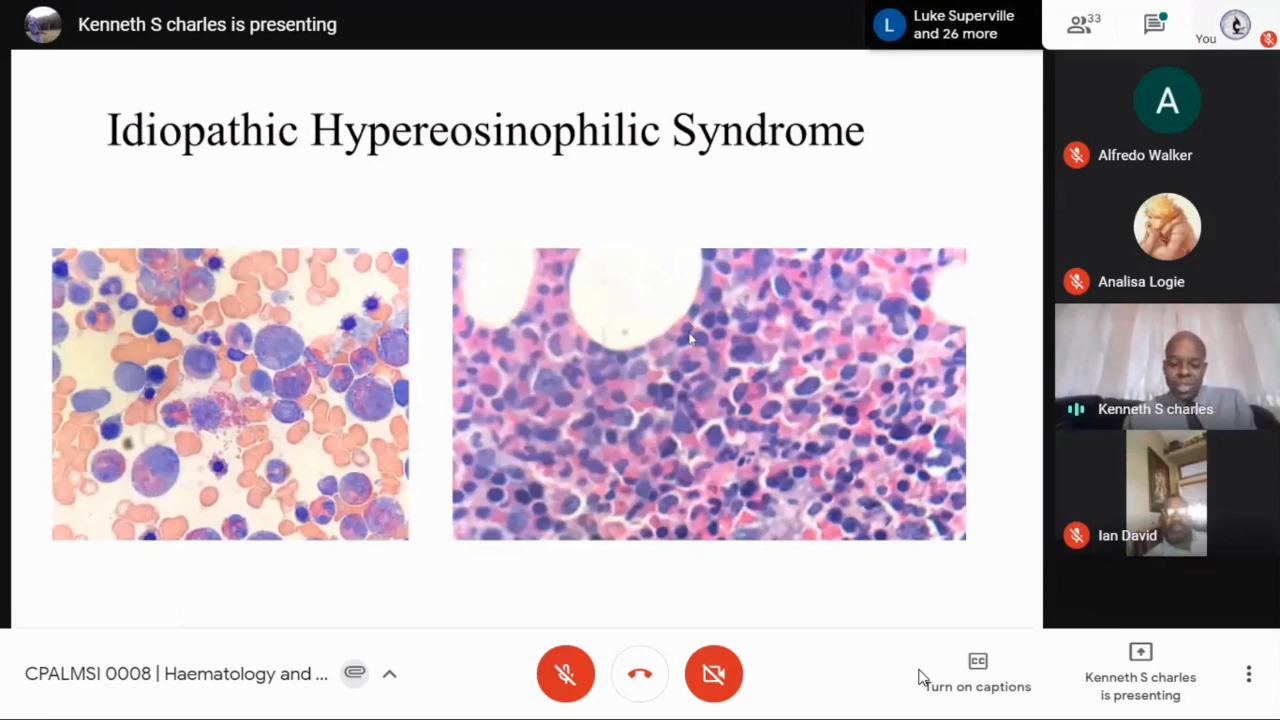 Kenneth S charles is presenting
Luke Superville
and 26 more
L
33
You
Idiopathic Hypereosinophilic Syndrome
A
Alfredo Walker
Analisa Logie
Kenneth S charles
Ian David
CPALMSI 0008 | Haematology and ...
CC
Turn on captions
Kenneth S charles
is presenting